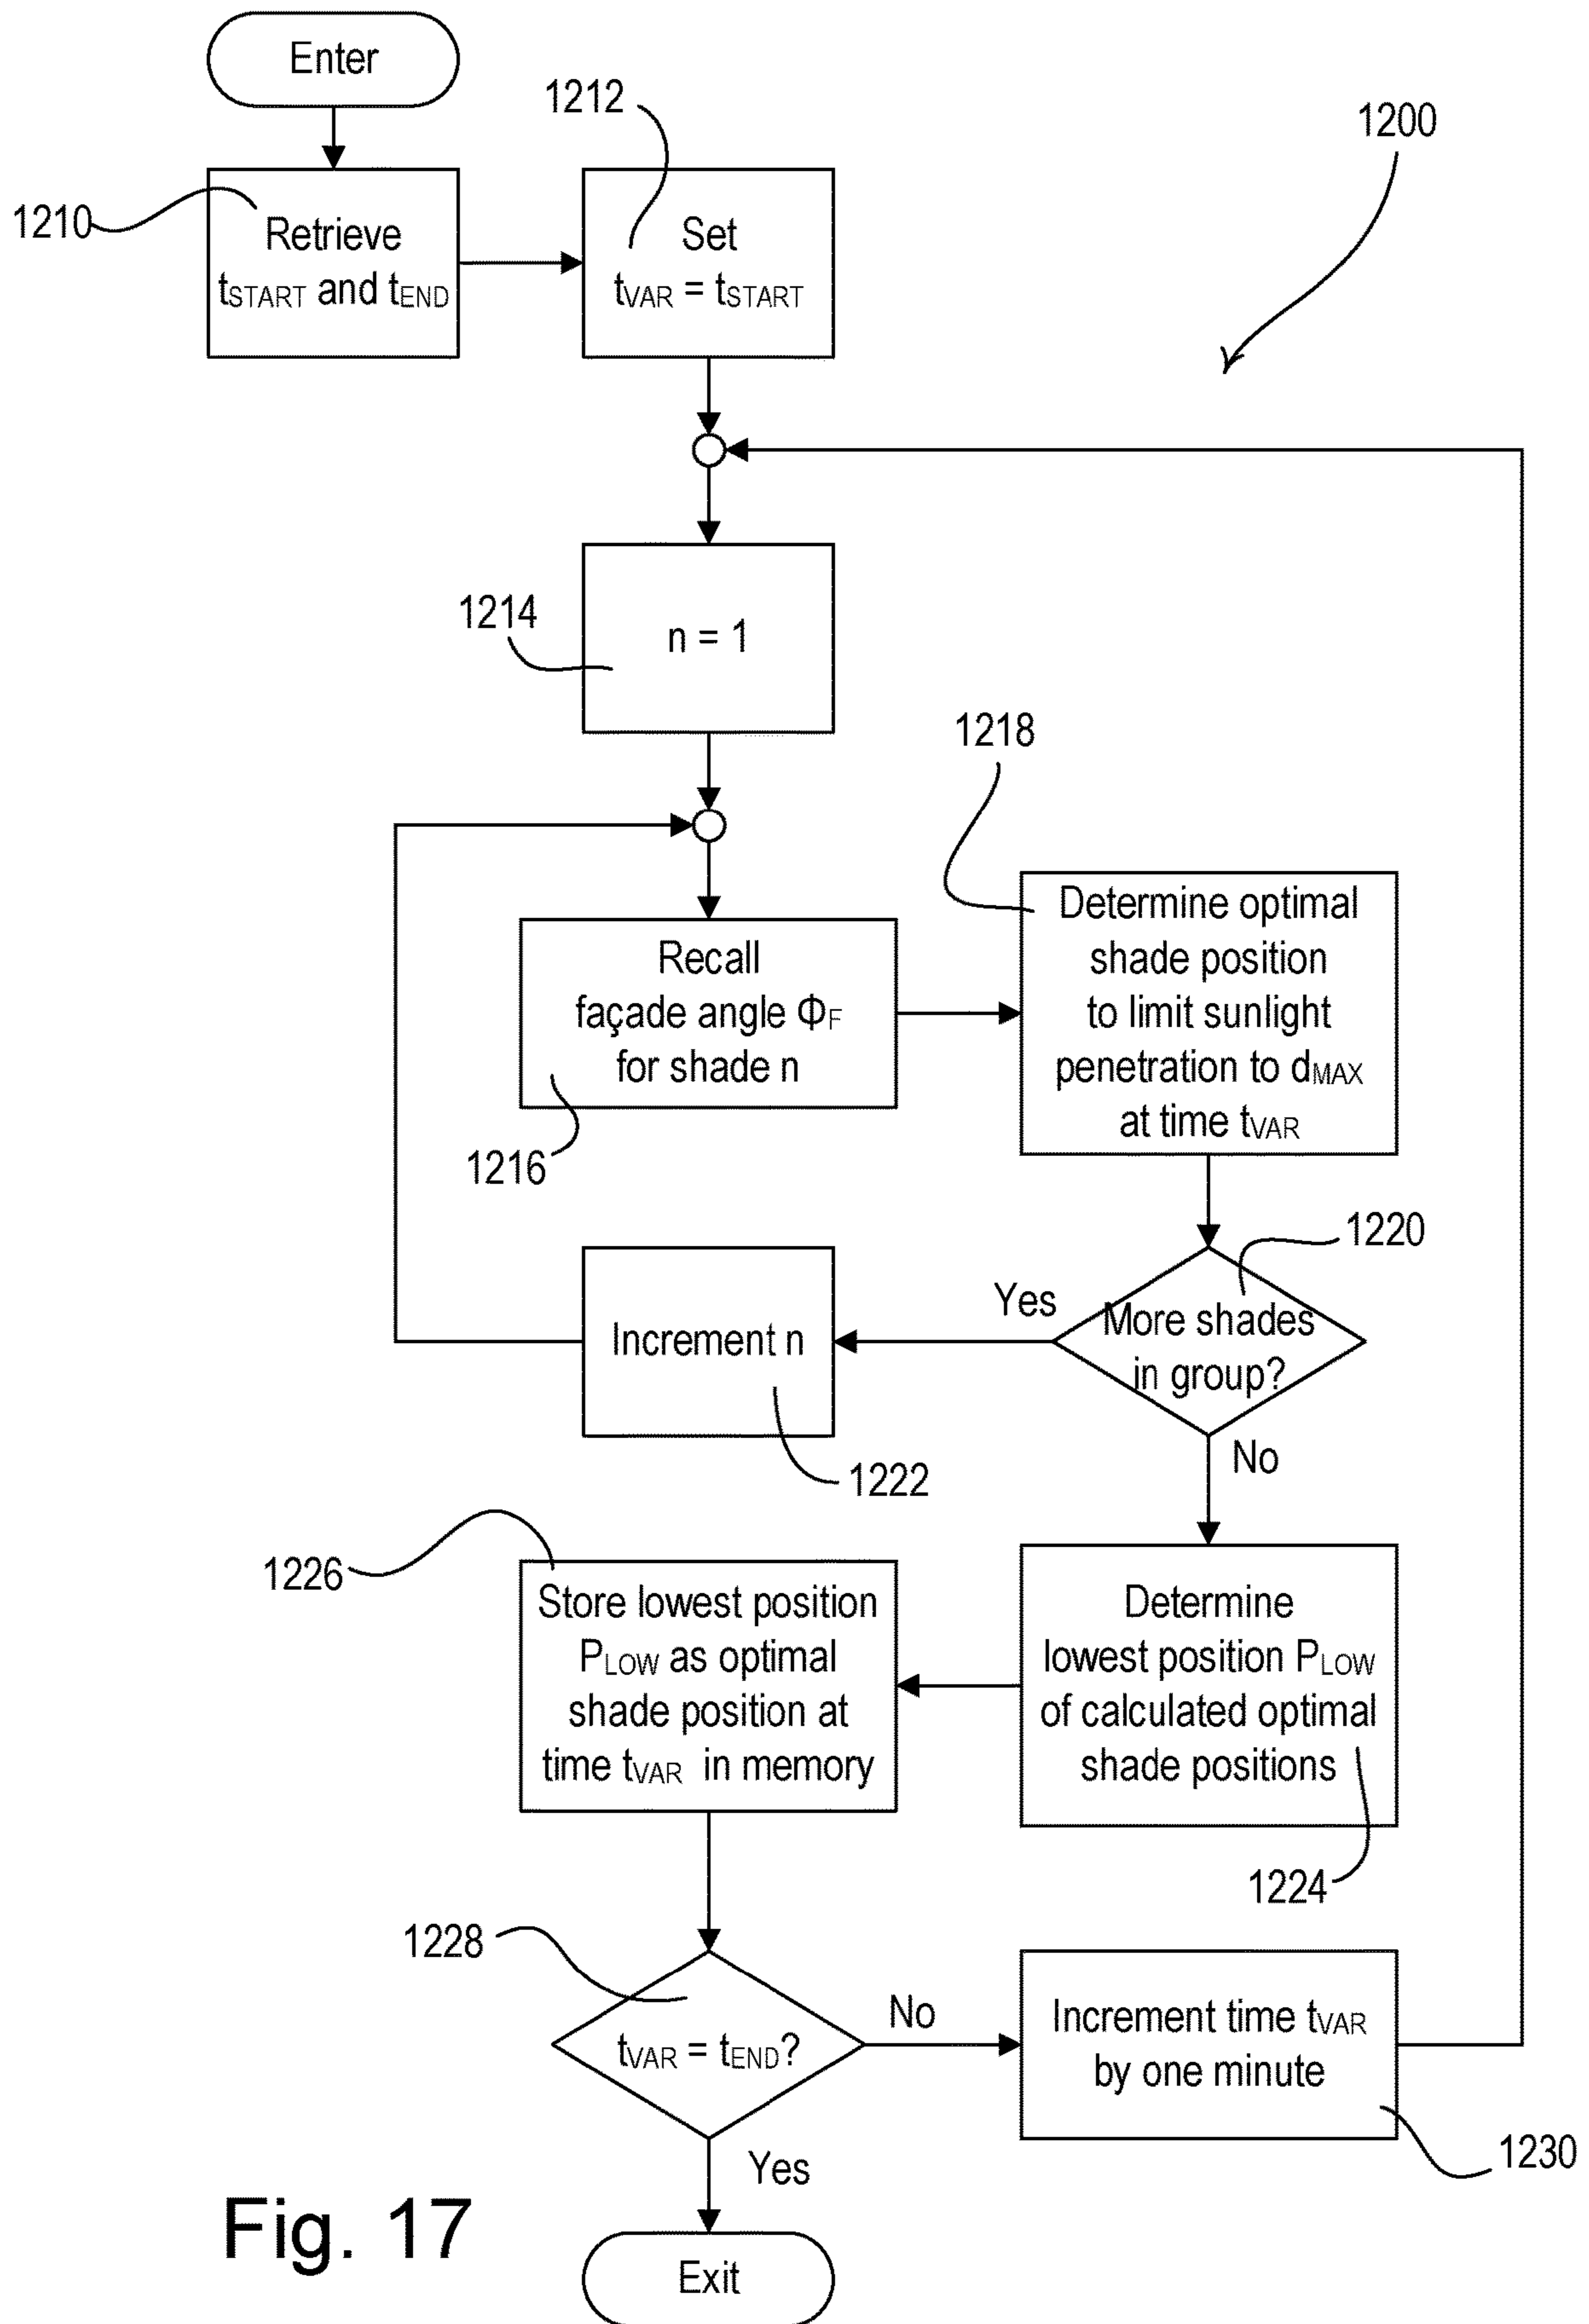 Enter
1212
1200
1210
Retrieve
tSTART and tEND
Set
tVAR = tSTART
1214
n = 1
1218
Recall
façade angle ΦF
for shade n
1216
Determine optimal
shade position
to limit sunlight
penetration to dMAX
at time tVAR
1220
More shades
in group?
Yes
No
Increment n
1222
1226
Store lowest position
PLOW as optimal
shade position at
time tVAR in memory
Determine
lowest position PLOW
of calculated optimal
shade positions
1224
1228
tVAR = tEND?
No
Increment time tVAR
by one minute
1230
Yes
Exit
Fig. 17